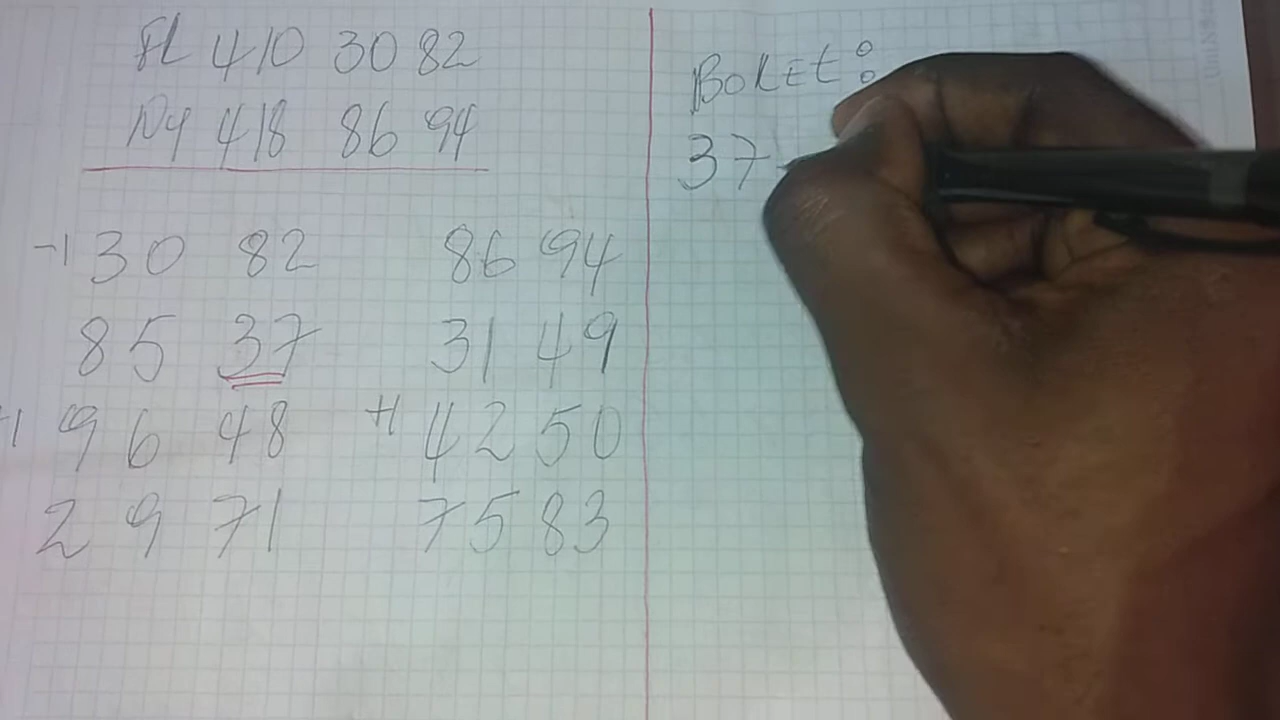 FL 410 30 82
NY 418 86 94
-1 30 82 86 94
85 37 31 49
+1 96 48 +1 42 50
29 71 75 83
BOLET:
37-